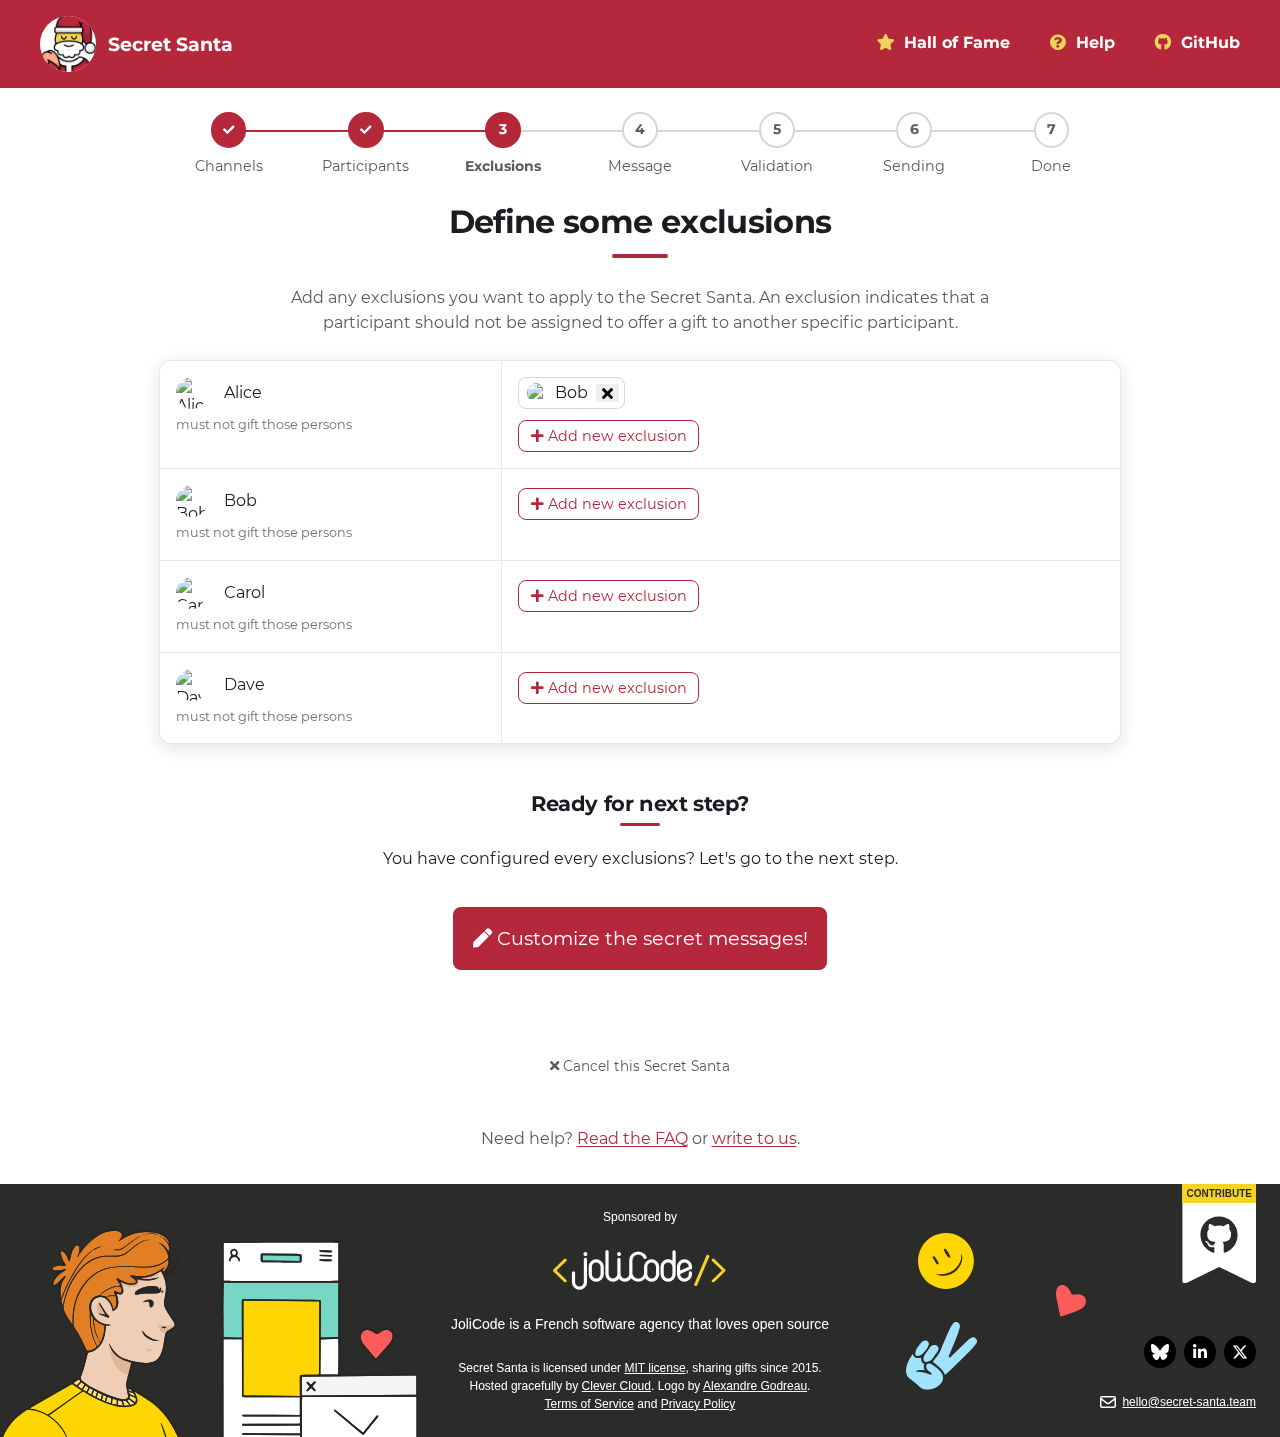 Secret Santa
Hall of Fame
Help
GitHub
3
4
5
6
7
Channels
Participants
Exclusions
Message
Validation
Sending
Done
Define some exclusions
Add any exclusions you want to apply to the Secret Santa. An exclusion indicates that a
participant should not be assigned to offer a gift to another specific participant.
Alice
must not gift those persons
Bob
Add new exclusion
Bob
Bob
must not gift those persons
Add new exclusion
Carol
must not gift those persons
Add new exclusion
Dave
must not gift those persons
Add new exclusion
Ready for next step?
You have configured every exclusions? Let's go to the next step.
Customize the secret messages!
Cancel this Secret Santa
Need help? Read the FAQ or write to us.
Sponsored by
<joliCode/>
JoliCode is a French software agency that loves open source
Secret Santa is licensed under MIT license, sharing gifts since 2015.
Hosted gracefully by Clever Cloud. Logo by Alexandre Godreau.
Terms of Service and Privacy Policy
CONTRIBUTE
hello@secret-santa.team